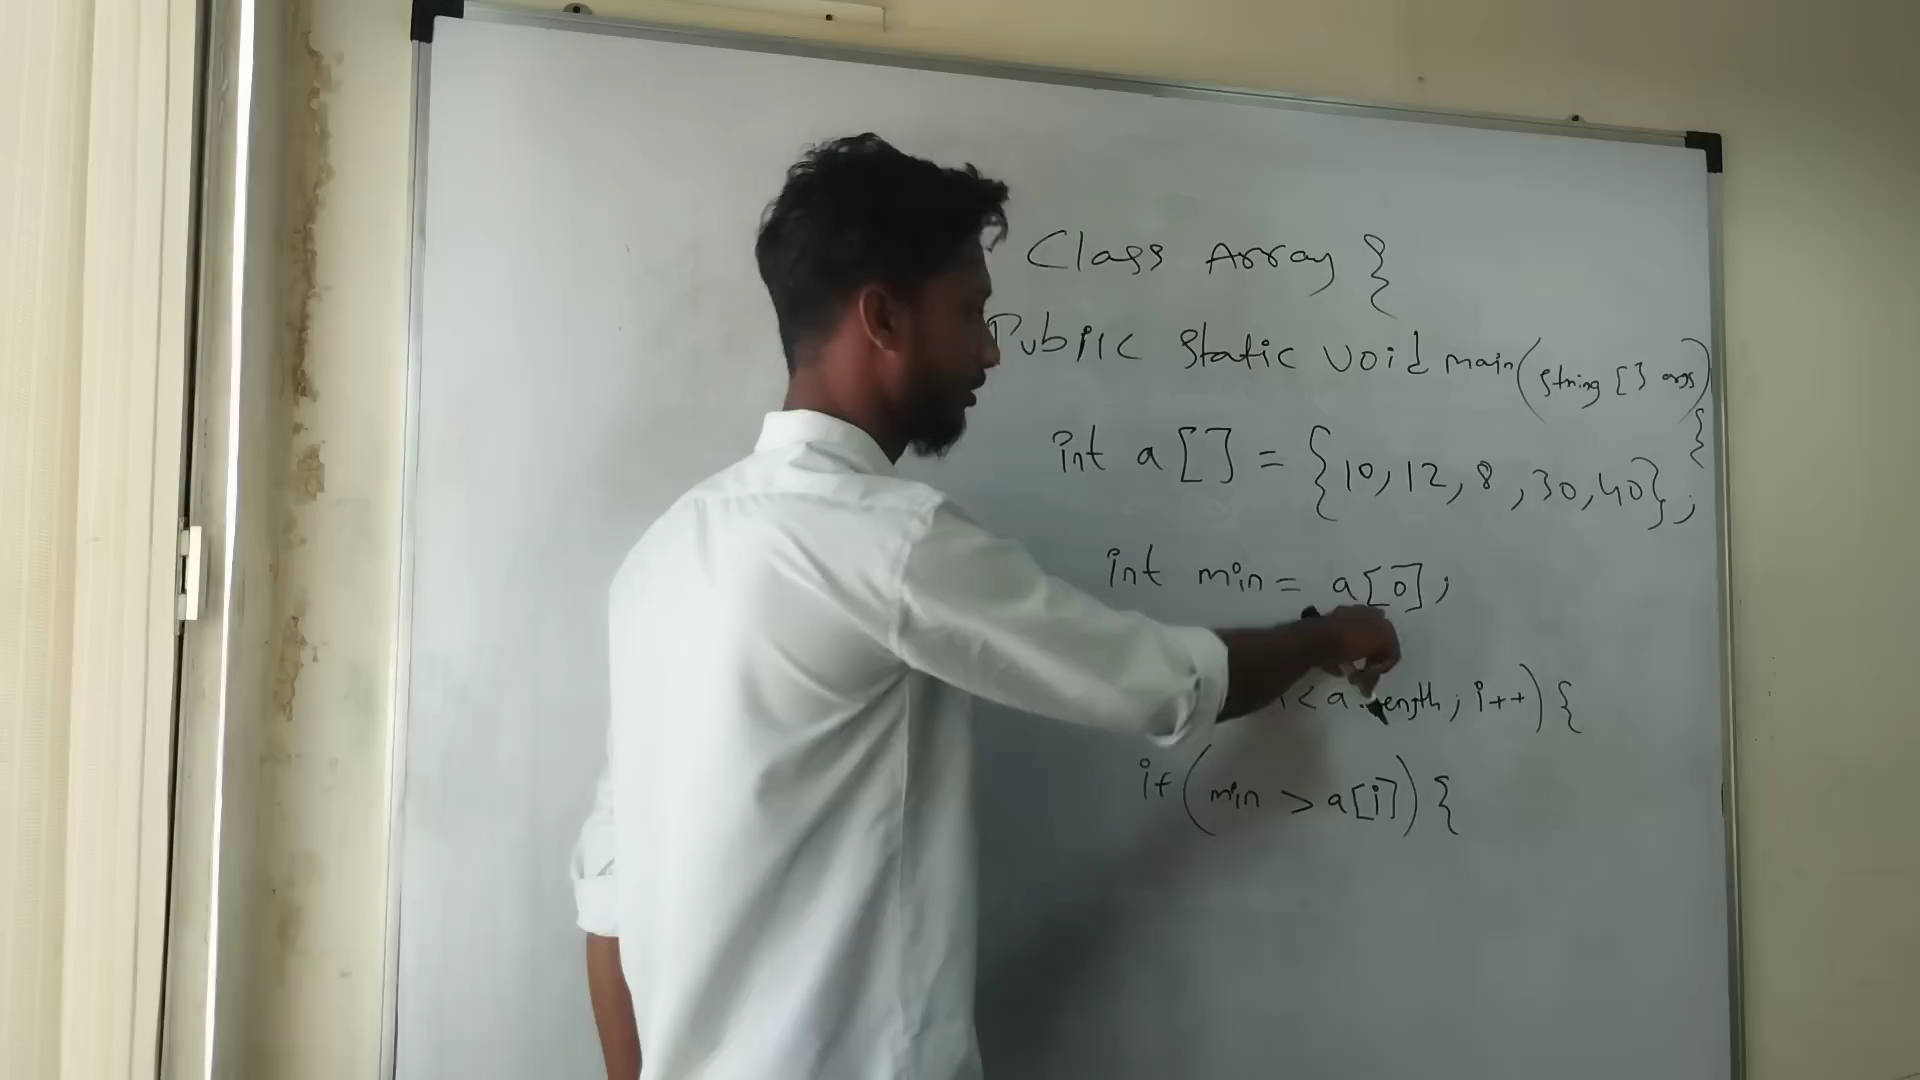 Class Array {
Public Static void main (String [] args)
{
int a [] = {10, 12, 8, 30, 40};
int min = a[0];
i < a.length; i++) {
if (min > a[i]) {